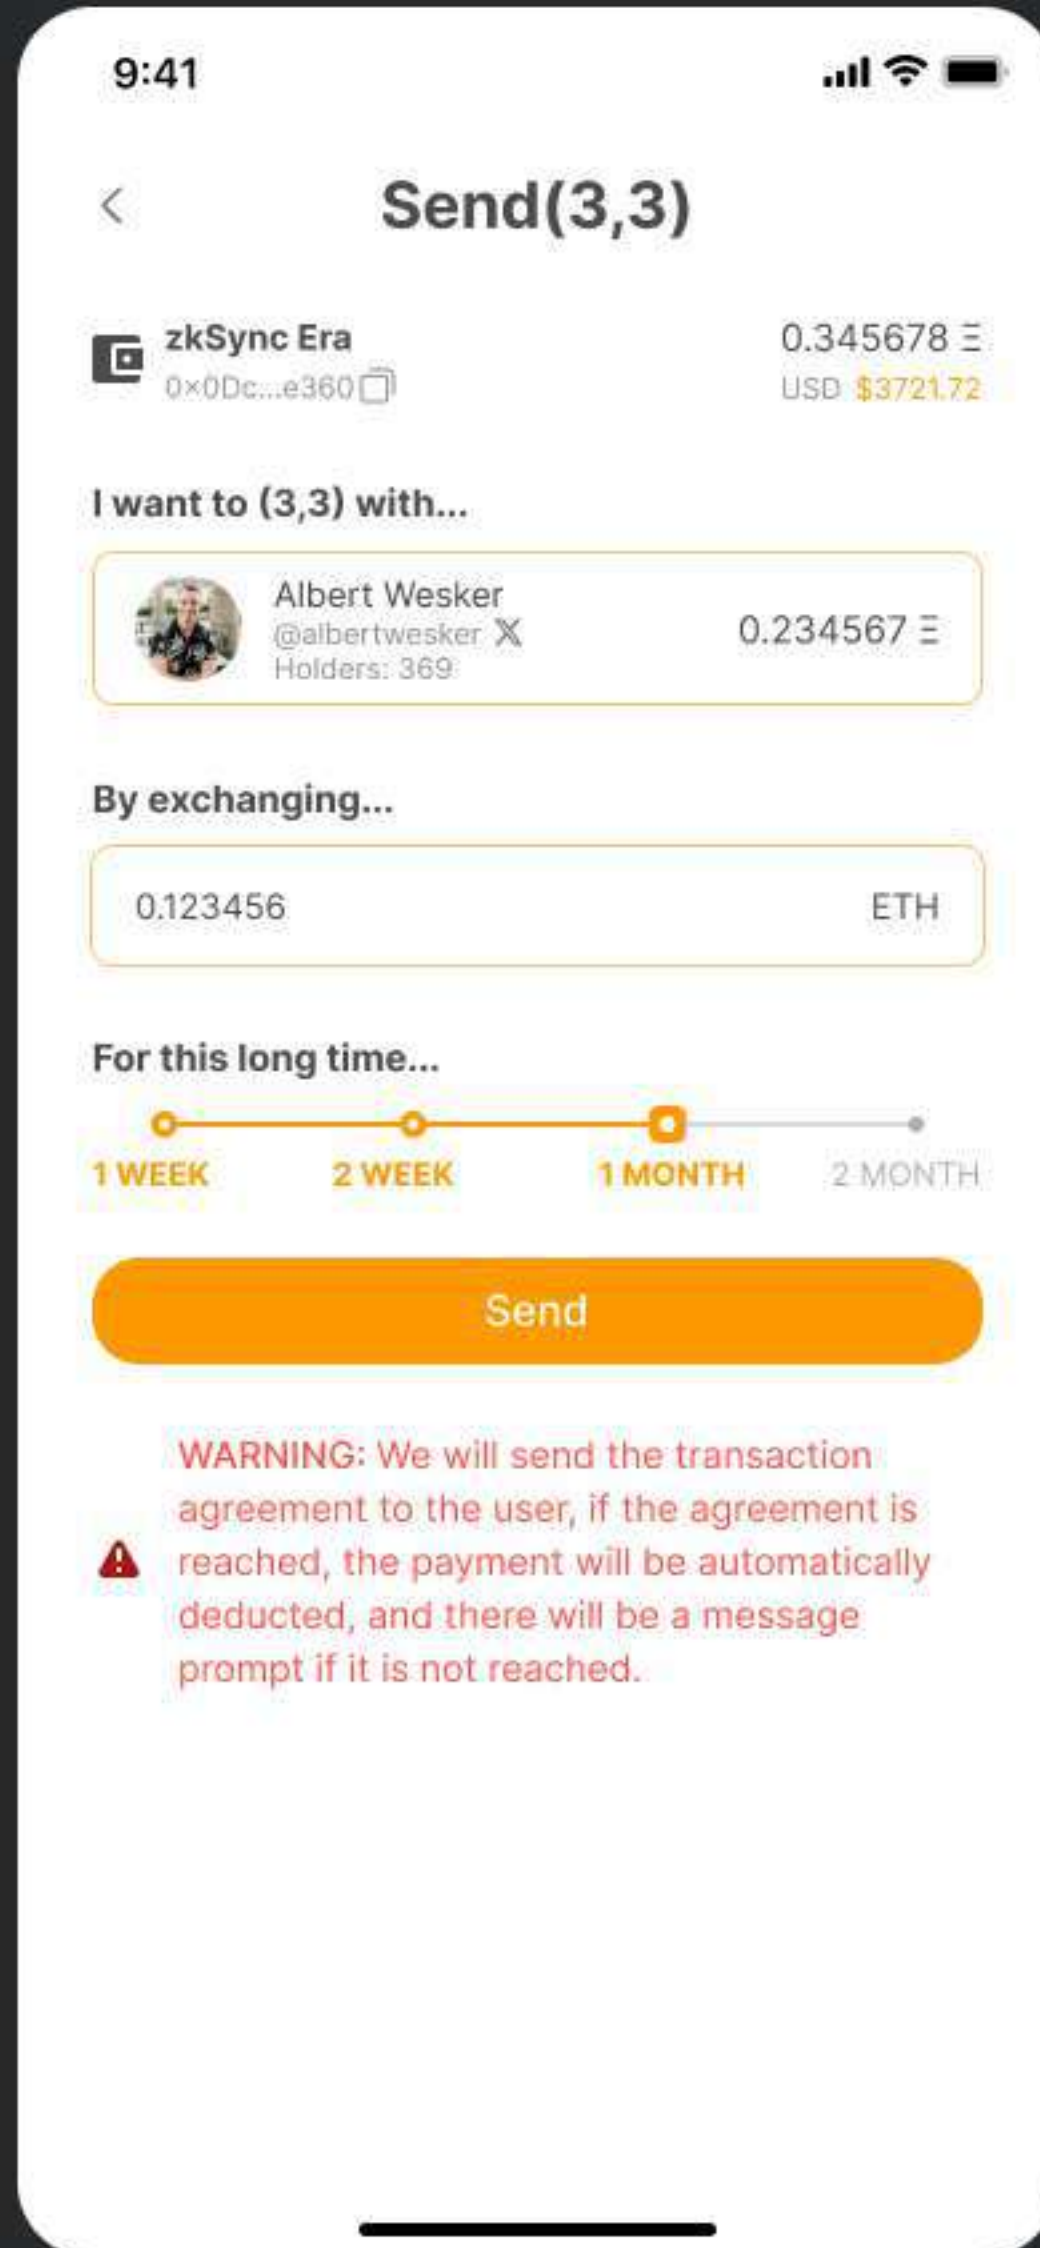 9:41
Send(3,3)
zkSync Era
0.345678 Ξ
0x0Dc...e360
USD $3721.72
I want to (3,3) with...
Albert Wesker
@albertwesker X
0.234567 Ξ
Holders: 369
By exchanging...
0.123456 ETH
For this long time...
1 WEEK 2 WEEK 1 MONTH 2 MONTH
Send
WARNING: We will send the transaction
agreement to the user, if the agreement is
reached, the payment will be automatically
deducted, and there will be a message
prompt if it is not reached.